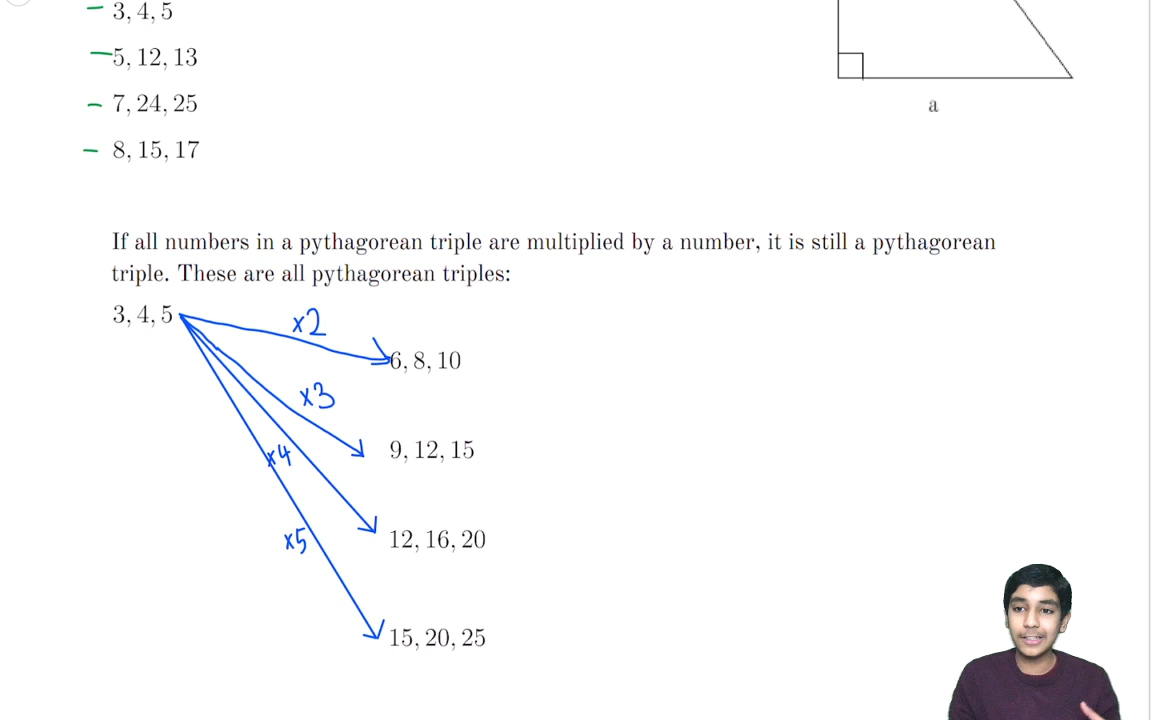 3, 4, 5
5, 12, 13
7, 24, 25
8, 15, 17
a
If all numbers in a pythagorean triple are multiplied by a number, it is still a pythagorean
triple. These are all pythagorean triples:
3, 4, 5
x2
6, 8, 10
x3
9, 12, 15
x4
12, 16, 20
x5
15, 20, 25